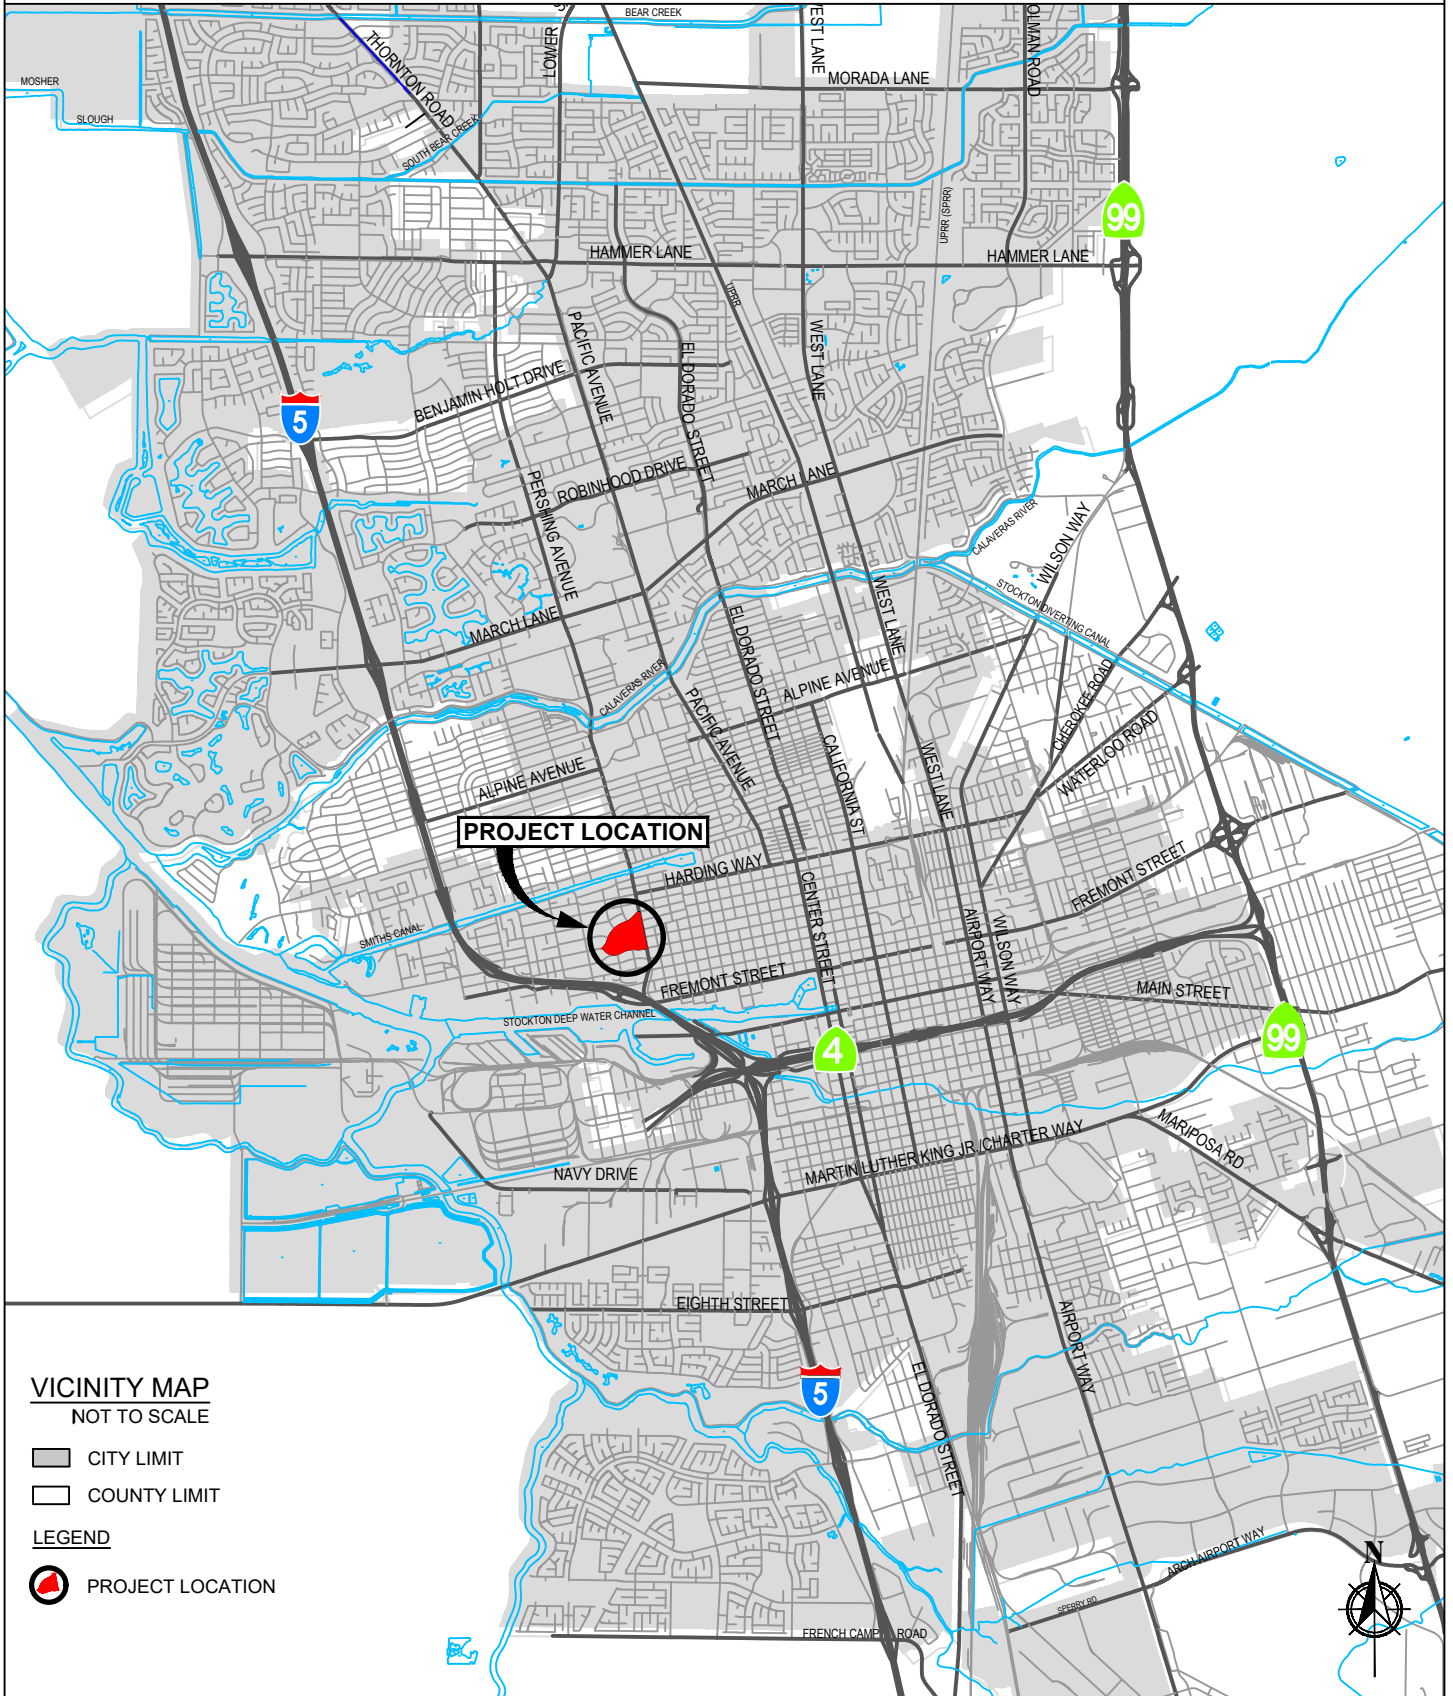 BEAR CREEK
MOSHER
SLOUGH
THORNTON ROAD
LOWER
WEST LANE
OLMAN ROAD
MORADA LANE
SOUTH BEAR CREEK
UPRR (SPRR)
99
HAMMER LANE
HAMMER LANE
UPRR
PACIFIC AVENUE
EL DORADO STREET
WEST LANE
BENJAMIN HOLT DRIVE
5
ROBINHOOD DRIVE
MARCH LANE
PERSHING AVENUE
CALAVERAS RIVER
WILSON WAY
STOCKTON DIVERTING CANAL
WEST LANE
MARCH LANE
EL DORADO STREET
ALPINE AVENUE
CALAVERAS RIVER
PACIFIC AVENUE
CHEROKEE ROAD
WATERLOO ROAD
CALIFORNIA ST
WEST LANE
ALPINE AVENUE
PROJECT LOCATION
HARDING WAY
FREMONT STREET
CENTER STREET
AIRPORT WAY
WILSON WAY
SMITHS CANAL
FREMONT STREET
MAIN STREET
STOCKTON DEEP WATER CHANNEL
4
99
MARIPOSA RD
MARTIN LUTHER KING JR./CHARTER WAY
NAVY DRIVE
EIGHTH STREET
AIRPORT WAY
EL DORADO STREET
5
VICINITY MAP
NOT TO SCALE
CITY LIMIT
COUNTY LIMIT
LEGEND
PROJECT LOCATION
ARCH AIRPORT WAY
SPERRY RD
FRENCH CAMP ROAD
N